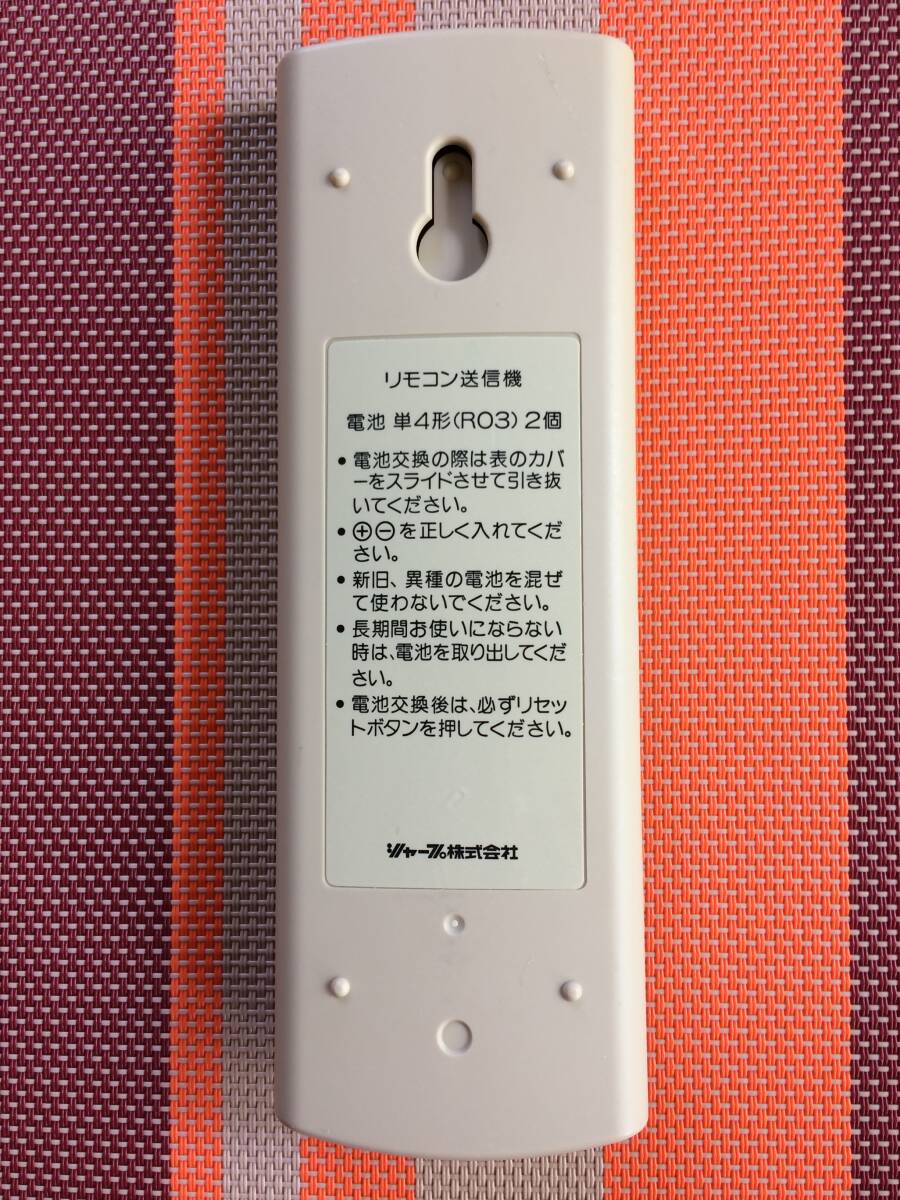 リモコン送信機
電池 単4形(R03) 2個
• 電池交換の際は表のカバ
ーをスライドさせて引き抜
いてください。
• ⊕⊖を正しく入れてくだ
さい。
• 新旧、異種の電池を混ぜ
て使わないでください。
• 長期間お使いにならない
時は、電池を取り出してくだ
さい。
• 電池交換後は、必ずリセッ
トボタンを押してください。
シャープ株式会社